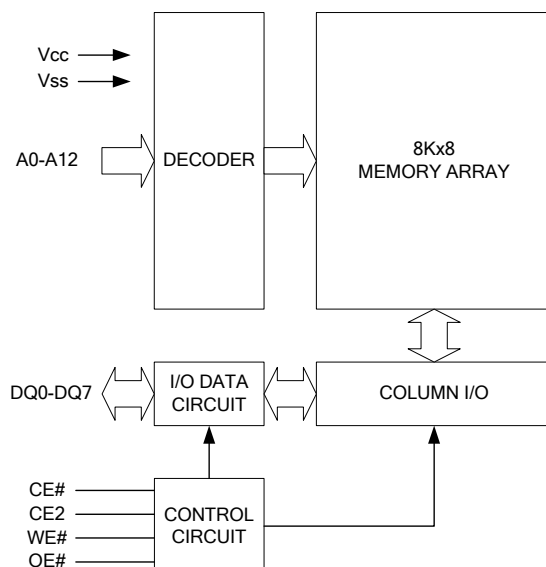 Vcc
Vss
A0-A12
DECODER
8Kx8
MEMORY ARRAY
DQ0-DQ7
I/O DATA
CIRCUIT
COLUMN I/O
CE#
CE2
WE#
OE#
CONTROL
CIRCUIT